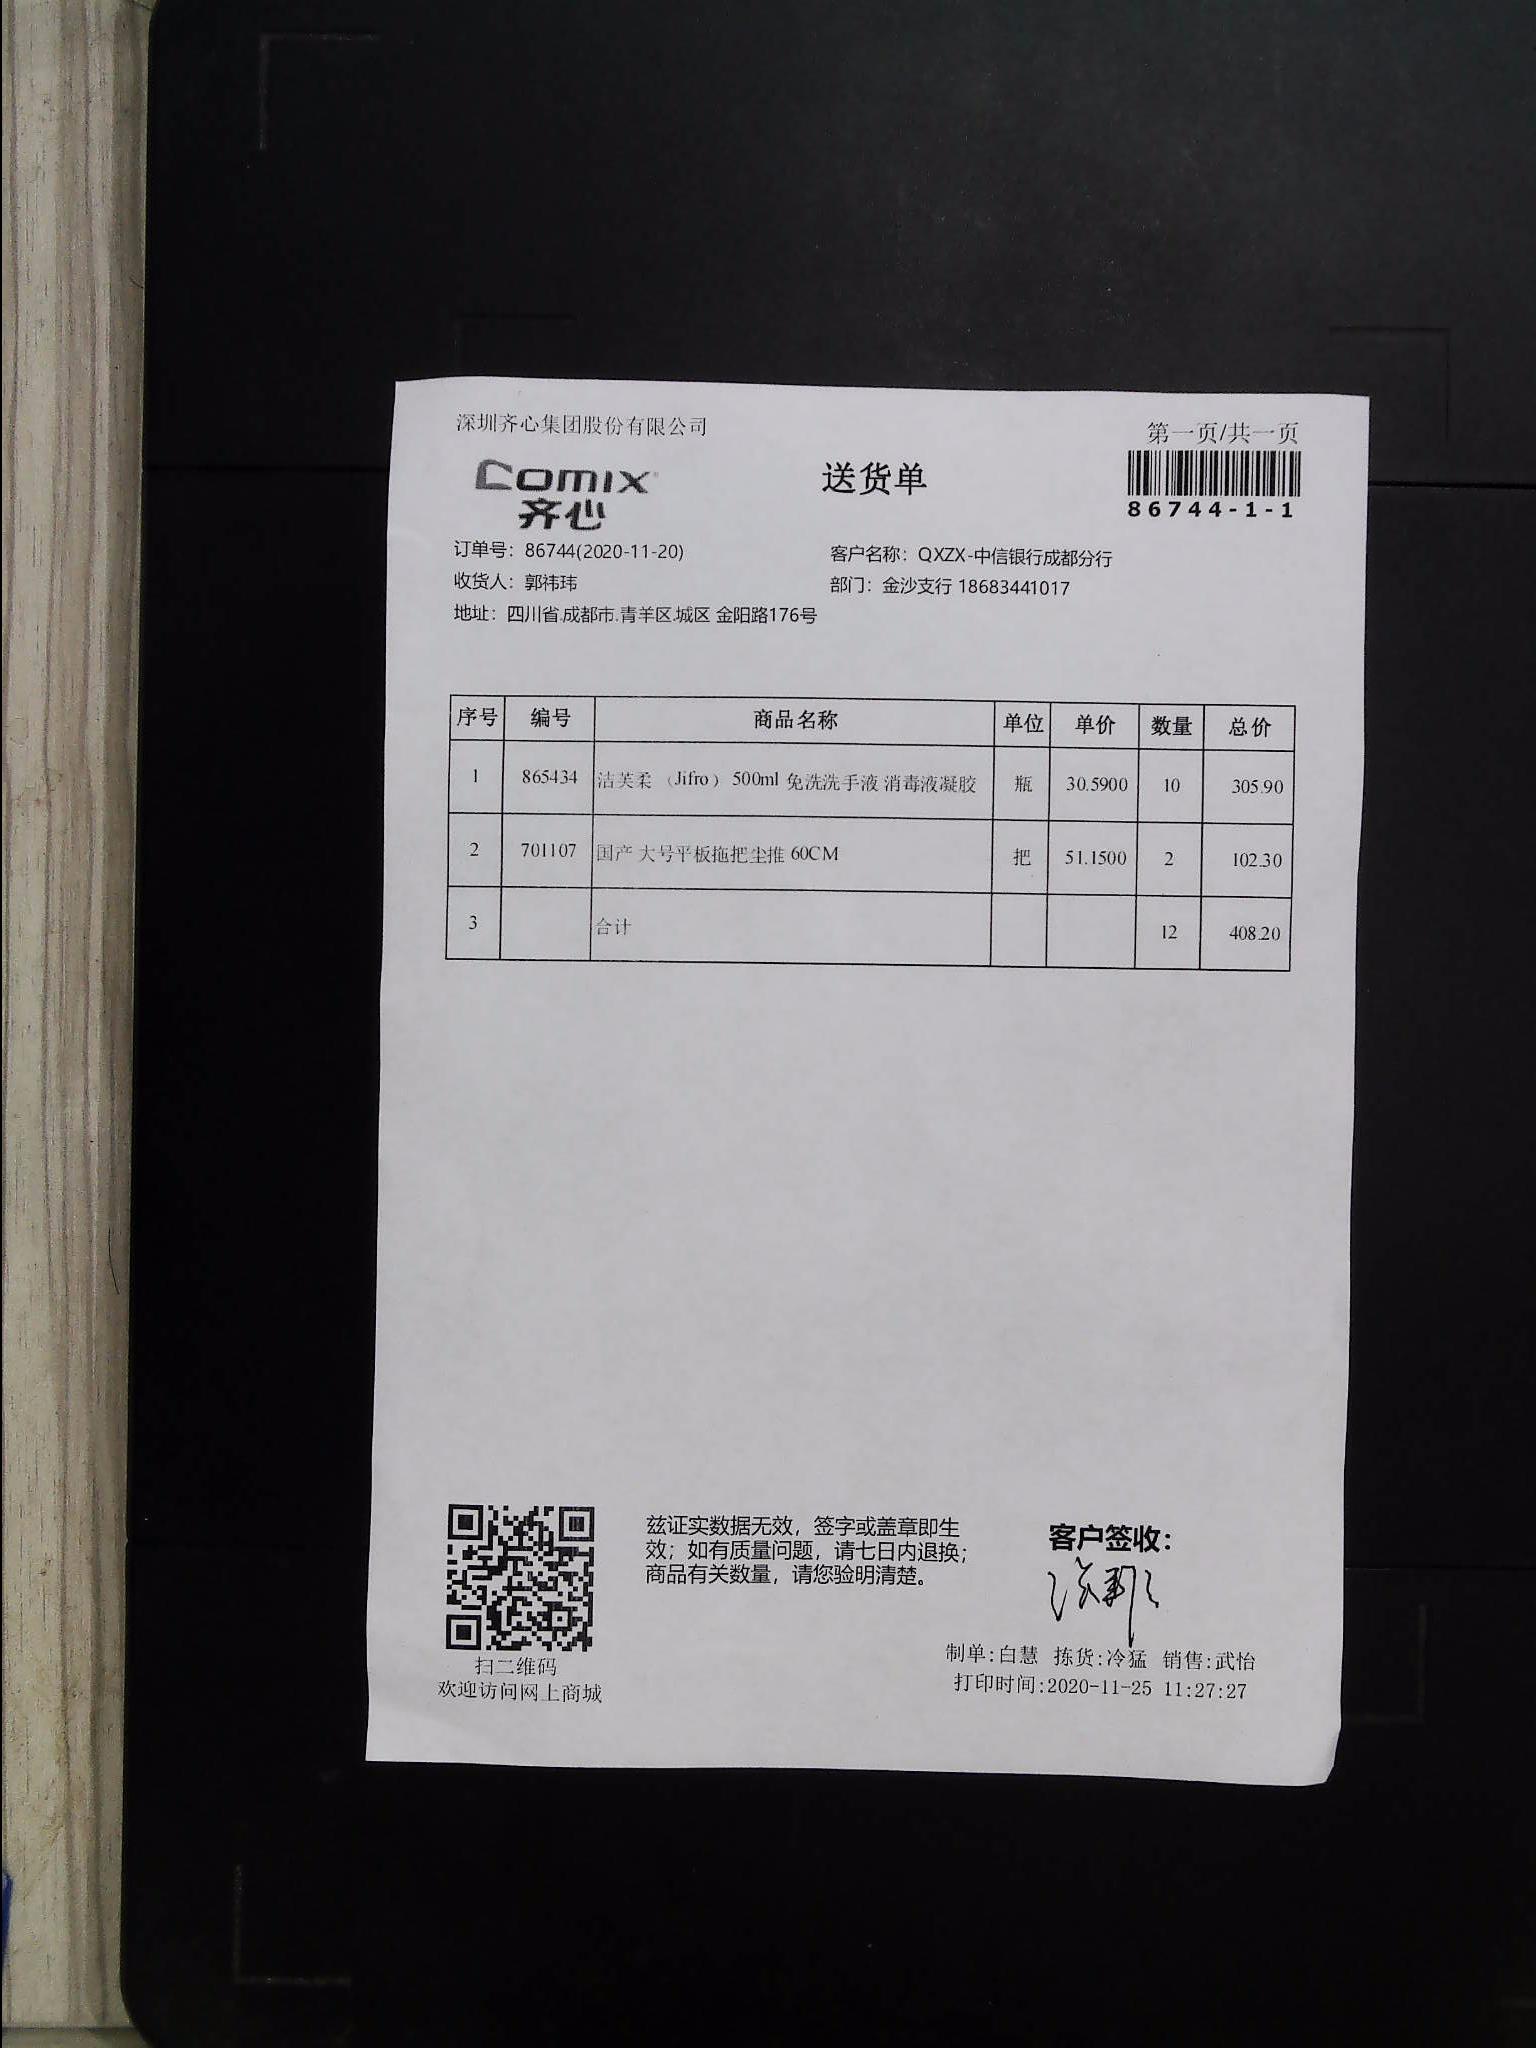 深圳齐心集团股份有限公司
第一页/共一页
Comix
齐心
送货单
86744-1-1
订单号：86744(2020-11-20)
客户名称：QXZX-中信银行成都分行
收货人：郭祎玮
部门：金沙支行 18683441017
地址：四川省.成都市.青羊区.城区 金阳路176号
序号 编号 商品名称 单位 单价 数量 总价
1 865434 洁芙柔 （Jifro） 500ml 免洗洗手液 消毒液凝胶 瓶 30.5900 10 305.90
2 701107 国产 大号平板拖把尘推 60CM 把 51.1500 2 102.30
3 合计 12 408.20
兹证实数据无效，签字或盖章即生
效；如有质量问题，请七日内退换；
商品有关数量，请您验明清楚。
客户签收：
扫二维码
欢迎访问网上商城
制单:白慧 拣货:冷猛 销售:武怡
打印时间:2020-11-25 11:27:27